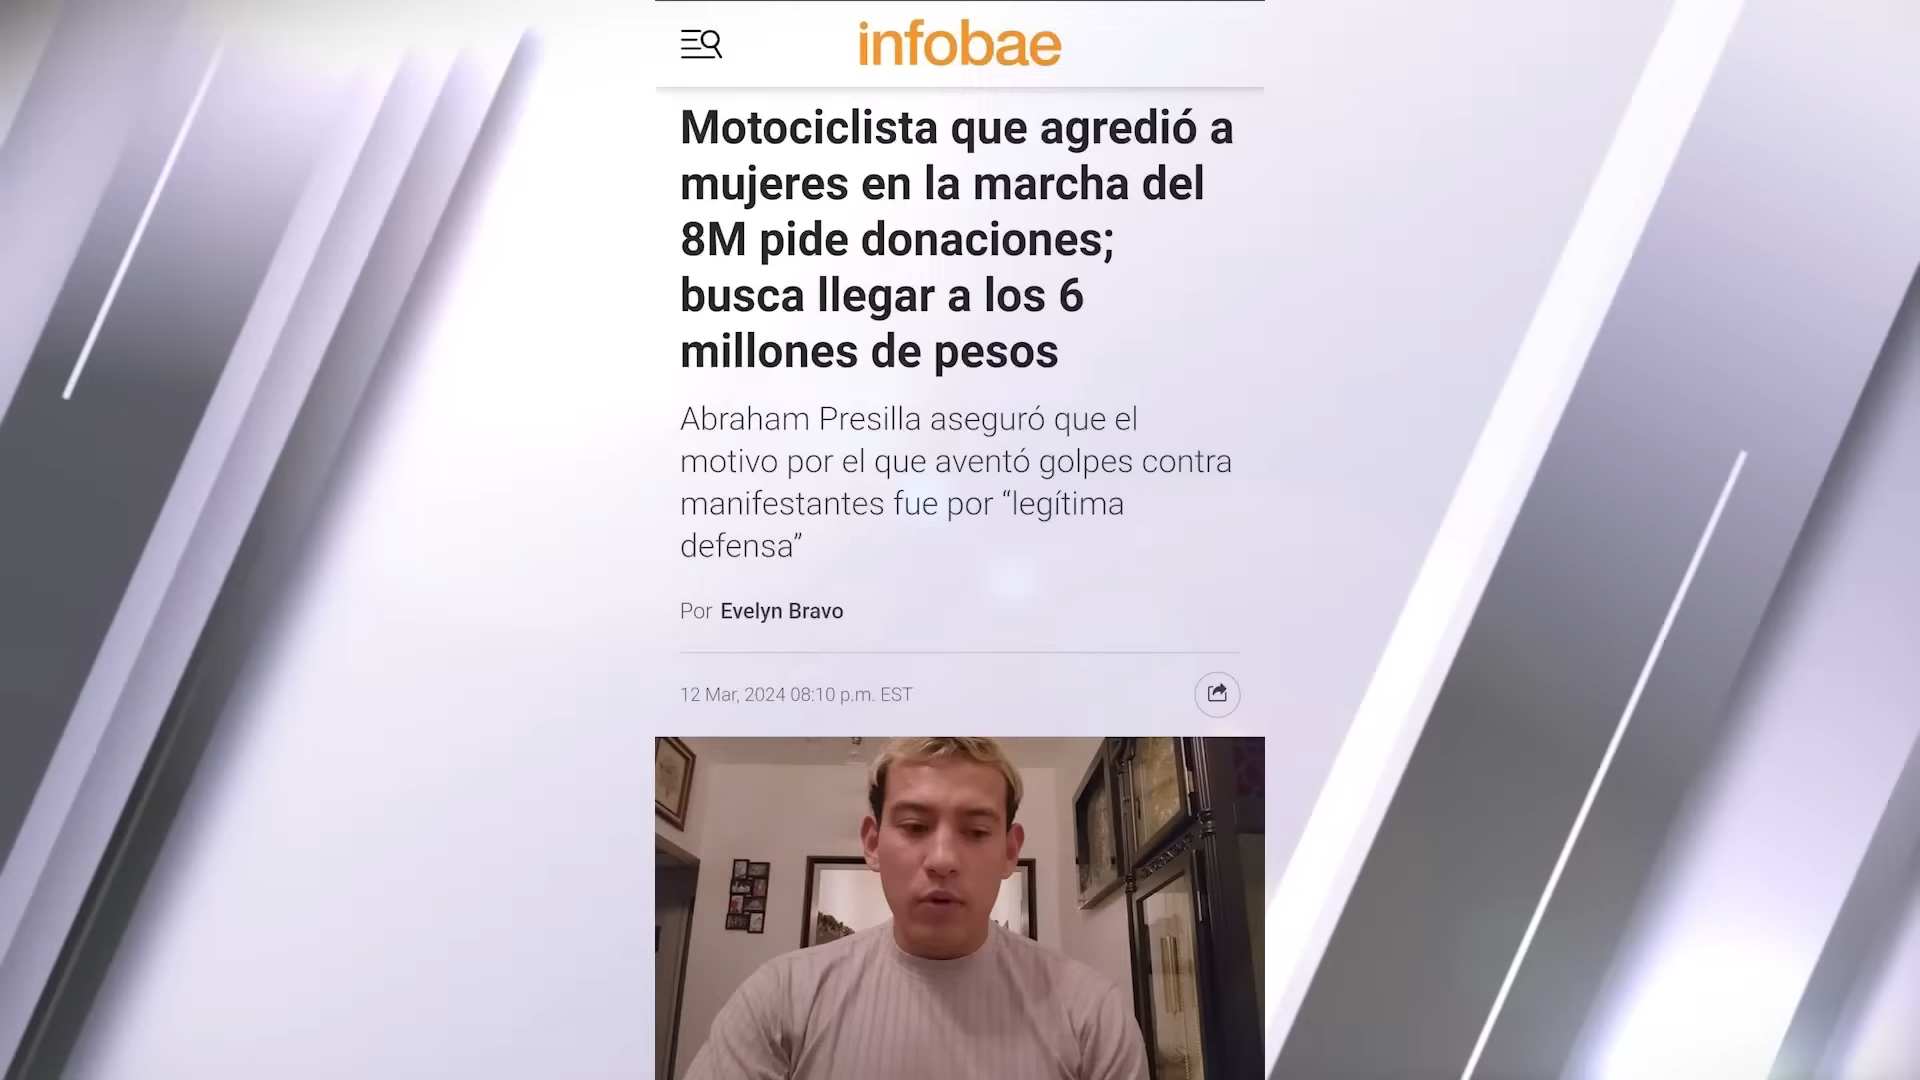 infobae
Motociclista que agredió a
mujeres en la marcha del
8M pide donaciones;
busca llegar a los 6
millones de pesos
Abraham Presilla aseguró que el
motivo por el que aventó golpes contra
manifestantes fue por “legítima
defensa”
Por Evelyn Bravo
12 Mar, 2024 08:10 p.m. EST